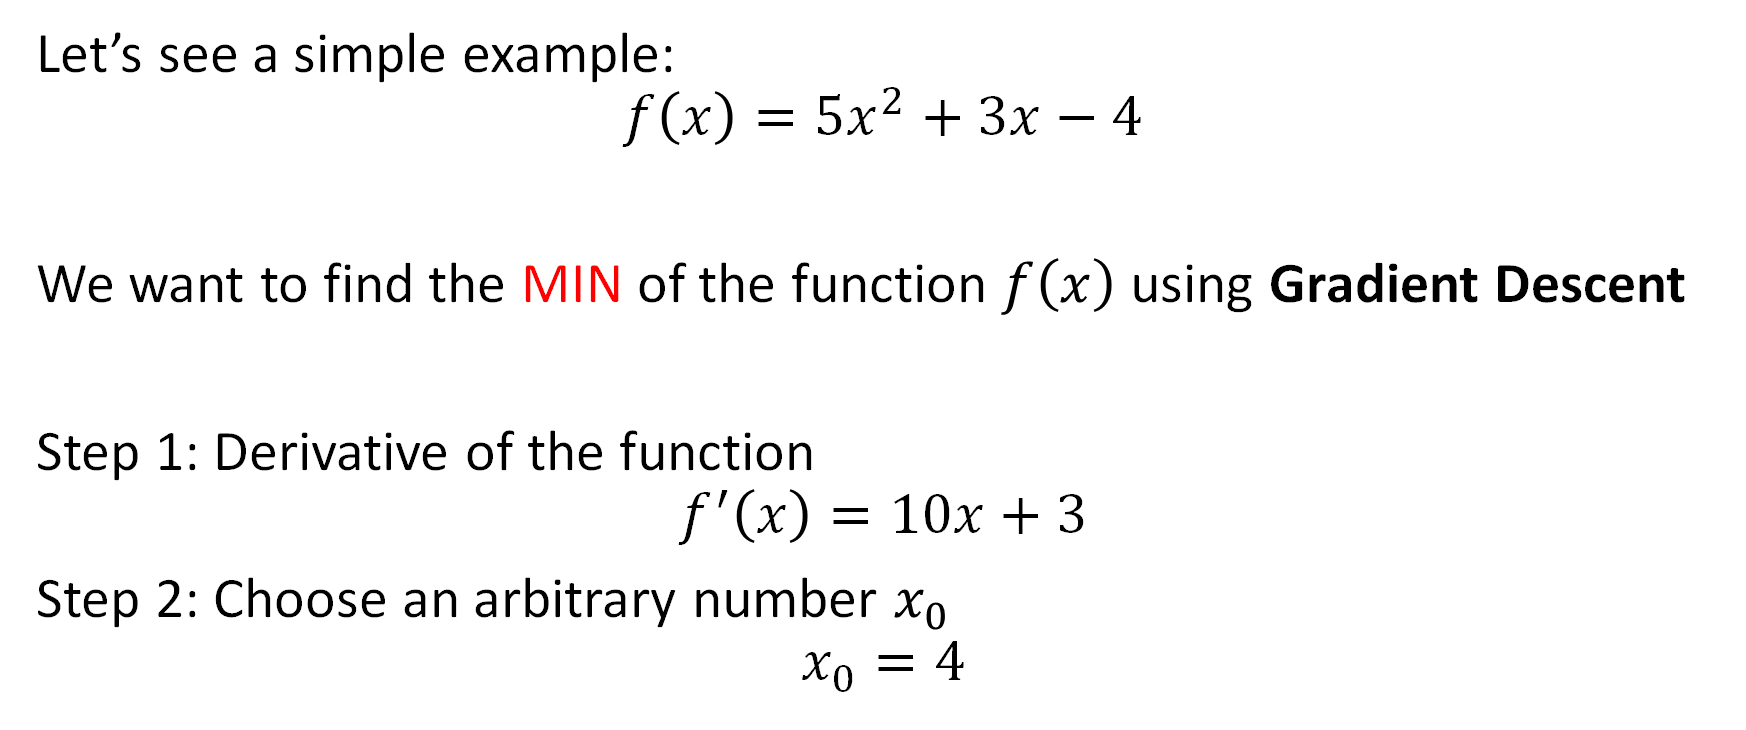 Let’s see a simple example:
f(x) = 5x² + 3x − 4
We want to find the MIN of the function f(x) using Gradient Descent
Step 1: Derivative of the function
f′(x) = 10x + 3
Step 2: Choose an arbitrary number x₀
x₀ = 4